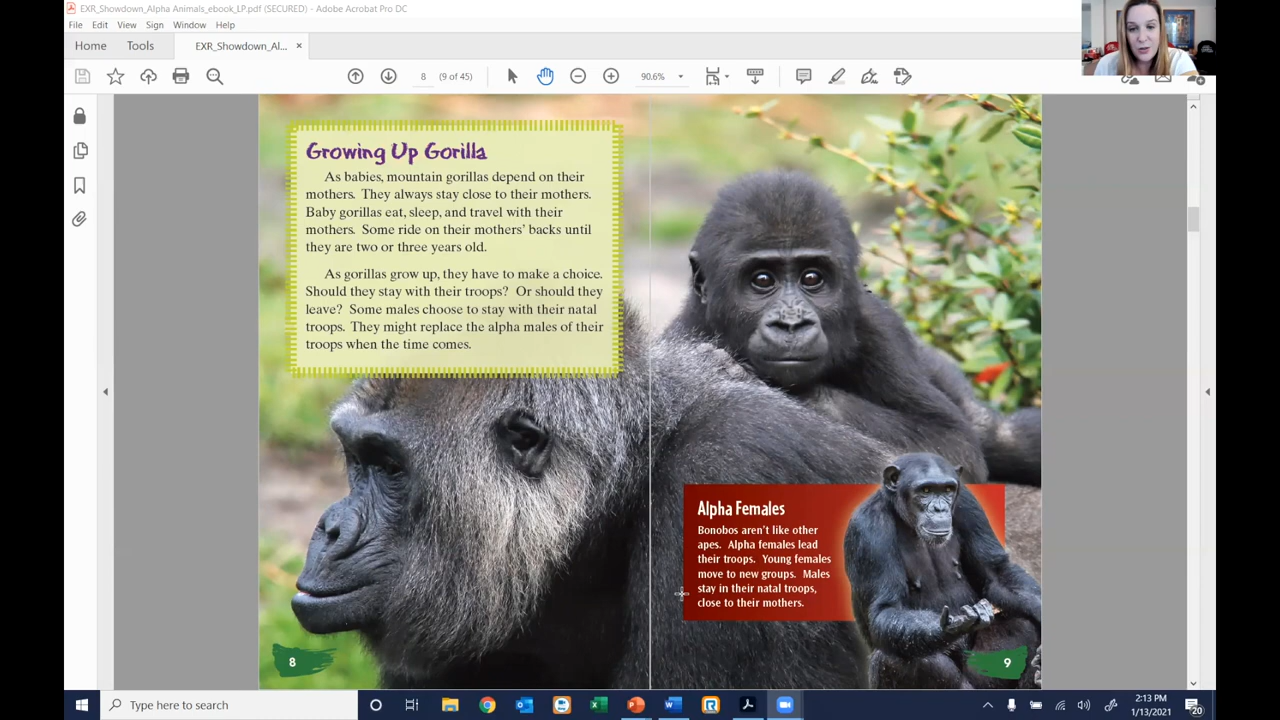 EXR_Showdown_Alpha Animals_ebook_LP.pdf (SECURED) - Adobe Acrobat Pro DC
File Edit View Sign Window Help
Home Tools EXR_Showdown_Al... ×
8 (9 of 45) 90.6%
Growing Up Gorilla
As babies, mountain gorillas depend on their
mothers. They always stay close to their mothers.
Baby gorillas eat, sleep, and travel with their
mothers. Some ride on their mothers' backs until
they are two or three years old.
As gorillas grow up, they have to make a choice.
Should they stay with their troops? Or should they
leave? Some males choose to stay with their natal
troops. They might replace the alpha males of their
troops when the time comes.
Alpha Females
Bonobos aren't like other
apes. Alpha females lead
their troops. Young females
move to new groups. Males
stay in their natal troops,
close to their mothers.
8
9
Type here to search
2:13 PM
1/13/2021
20